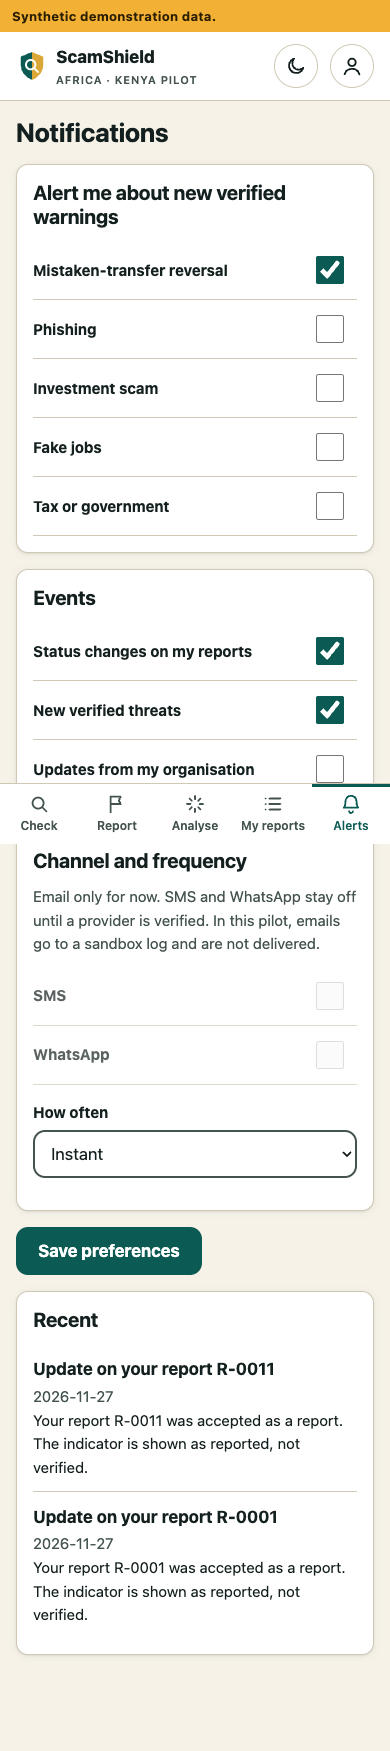 Synthetic demonstration data.
ScamShield
AFRICA · KENYA PILOT
Notifications
Alert me about new verified
warnings
Mistaken-transfer reversal
Phishing
Investment scam
Fake jobs
Tax or government
Events
Status changes on my reports
New verified threats
Updates from my organisation
Check
Report
Analyse
My reports
Alerts
Channel and frequency
Email only for now. SMS and WhatsApp stay off
until a provider is verified. In this pilot, emails
go to a sandbox log and are not delivered.
SMS
WhatsApp
How often
Instant
Save preferences
Recent
Update on your report R-0011
2026-11-27
Your report R-0011 was accepted as a report.
The indicator is shown as reported, not
verified.
Update on your report R-0001
2026-11-27
Your report R-0001 was accepted as a report.
The indicator is shown as reported, not
verified.